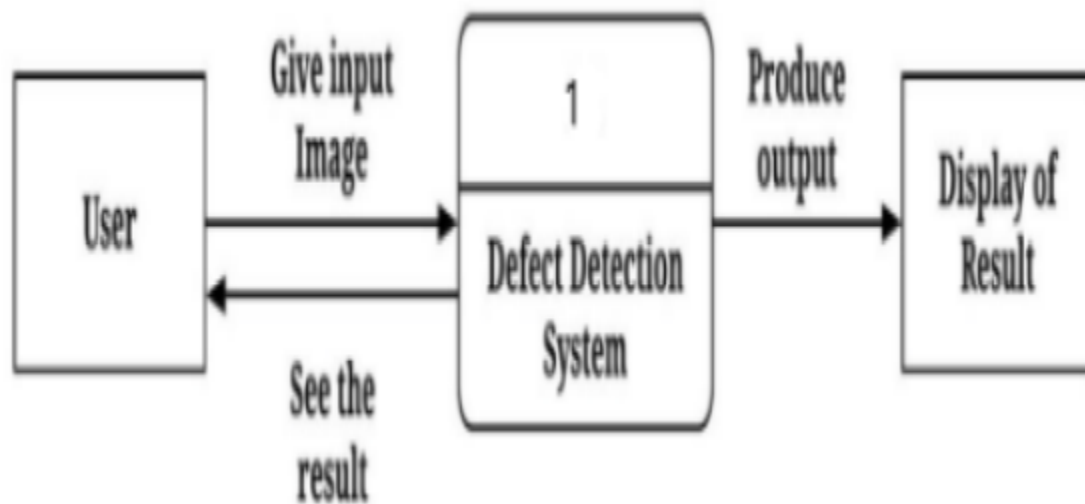 User
Give input
Image
See the
result
1
Defect Detection
System
Produce
output
Display of
Result